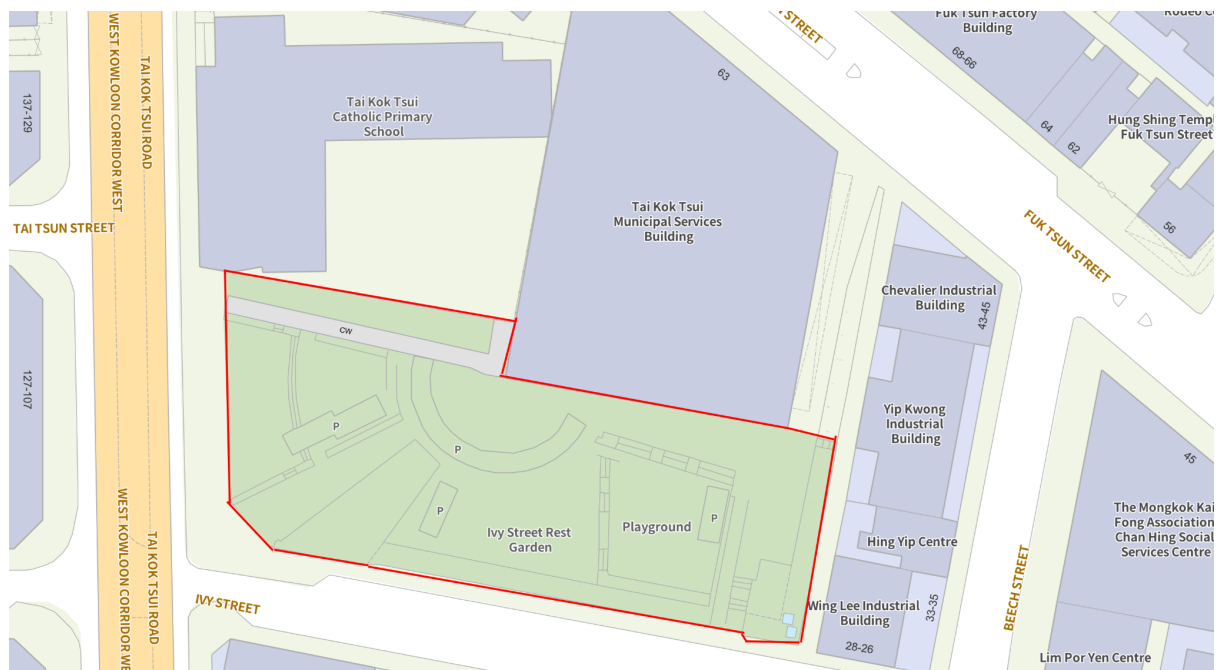 STREET
Fuk Tsun Factory
Building
68-66
64
62
63
137-129
WEST KOWLOON CORRIDOR WEST
TAI KOK TSUI ROAD
Tai Kok Tsui
Catholic Primary
School
Hung Shing Temp
Fuk Tsun Street
56
TAI TSUN STREET
Tai Kok Tsui
Municipal Services
Building
FUK TSUN STREET
Chevalier Industrial
Building
43-45
CW
127-107
P
P
P
P
Yip Kwong
Industrial
Building
45
Ivy Street Rest
Garden
Playground
Hing Yip Centre
The Mongkok Kai
Fong Association
Chan Hing Social
Services Centre
WEST KOWLOON CORRIDOR WE
TAI KOK TSUI ROAD
IVY STREET
Wing Lee Industrial
Building
33-35
28-26
BEECH STREET
Lim Por Yen Centre